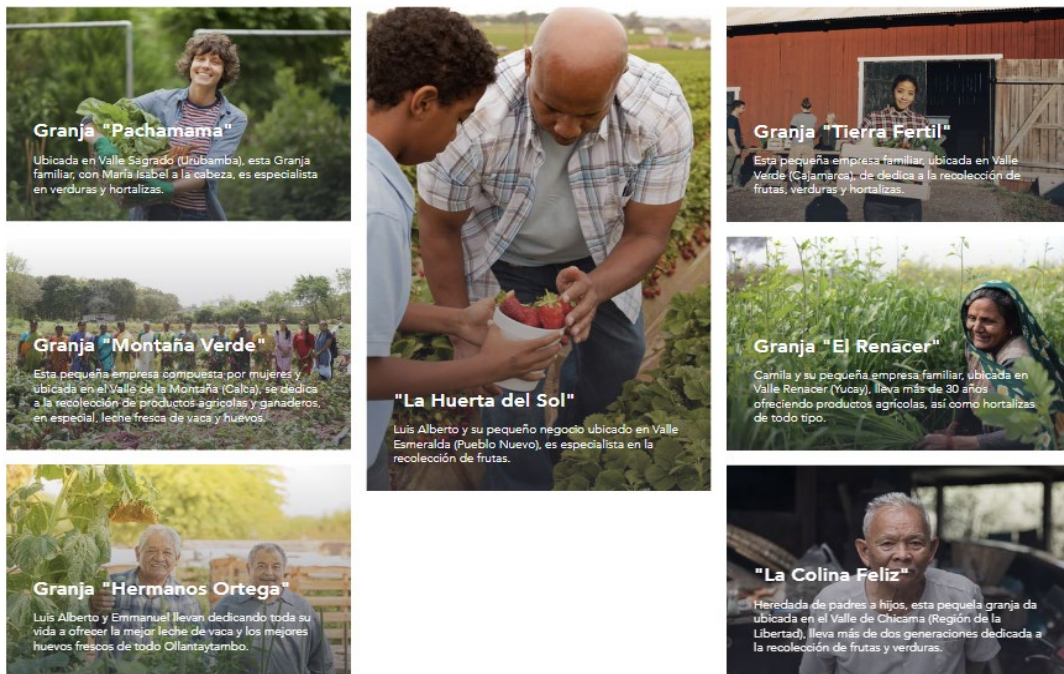 Granja "Pachamama"
Ubicada en Valle Sagrado (Urubamba), esta Granja
familiar, con María Isabel a la cabeza, es especialista
en verduras y hortalizas.
Granja "Montaña Verde"
Esta pequeña empresa compuesta por mujeres y
ubicada en el Valle de la Montaña (Calca), se dedica
a la recolección de productos agrícolas y ganaderos,
en especial, leche fresca de vaca y huevos.
Granja "Hermanos Ortega"
Luis Alberto y Emmanuel llevan dedicando toda su
vida a ofrecer la mejor leche de vaca y los mejores
huevos frescos de todo Ollantaytambo.
"La Huerta del Sol"
Luis Alberto y su pequeño negocio ubicado en Valle
Esmeralda (Pueblo Nuevo), es especialista en la
recolección de frutas.
Granja "Tierra Fertil"
Esta pequeña empresa familiar, ubicada en Valle
Verde (Cajamarca), de dedica a la recolección de
frutas, verduras y hortalizas.
Granja "El Renacer"
Camila y su pequeña empresa familiar, ubicada en
Valle Renacer (Yucay), lleva más de 30 años
ofreciendo productos agrícolas, así como hortalizas
de todo tipo.
"La Colina Feliz"
Heredada de padres a hijos, esta pequela granja da
ubicada en el Valle de Chicama (Región de la
Libertad), lleva más de dos generaciones dedicada a
la recolección de frutas y verduras.